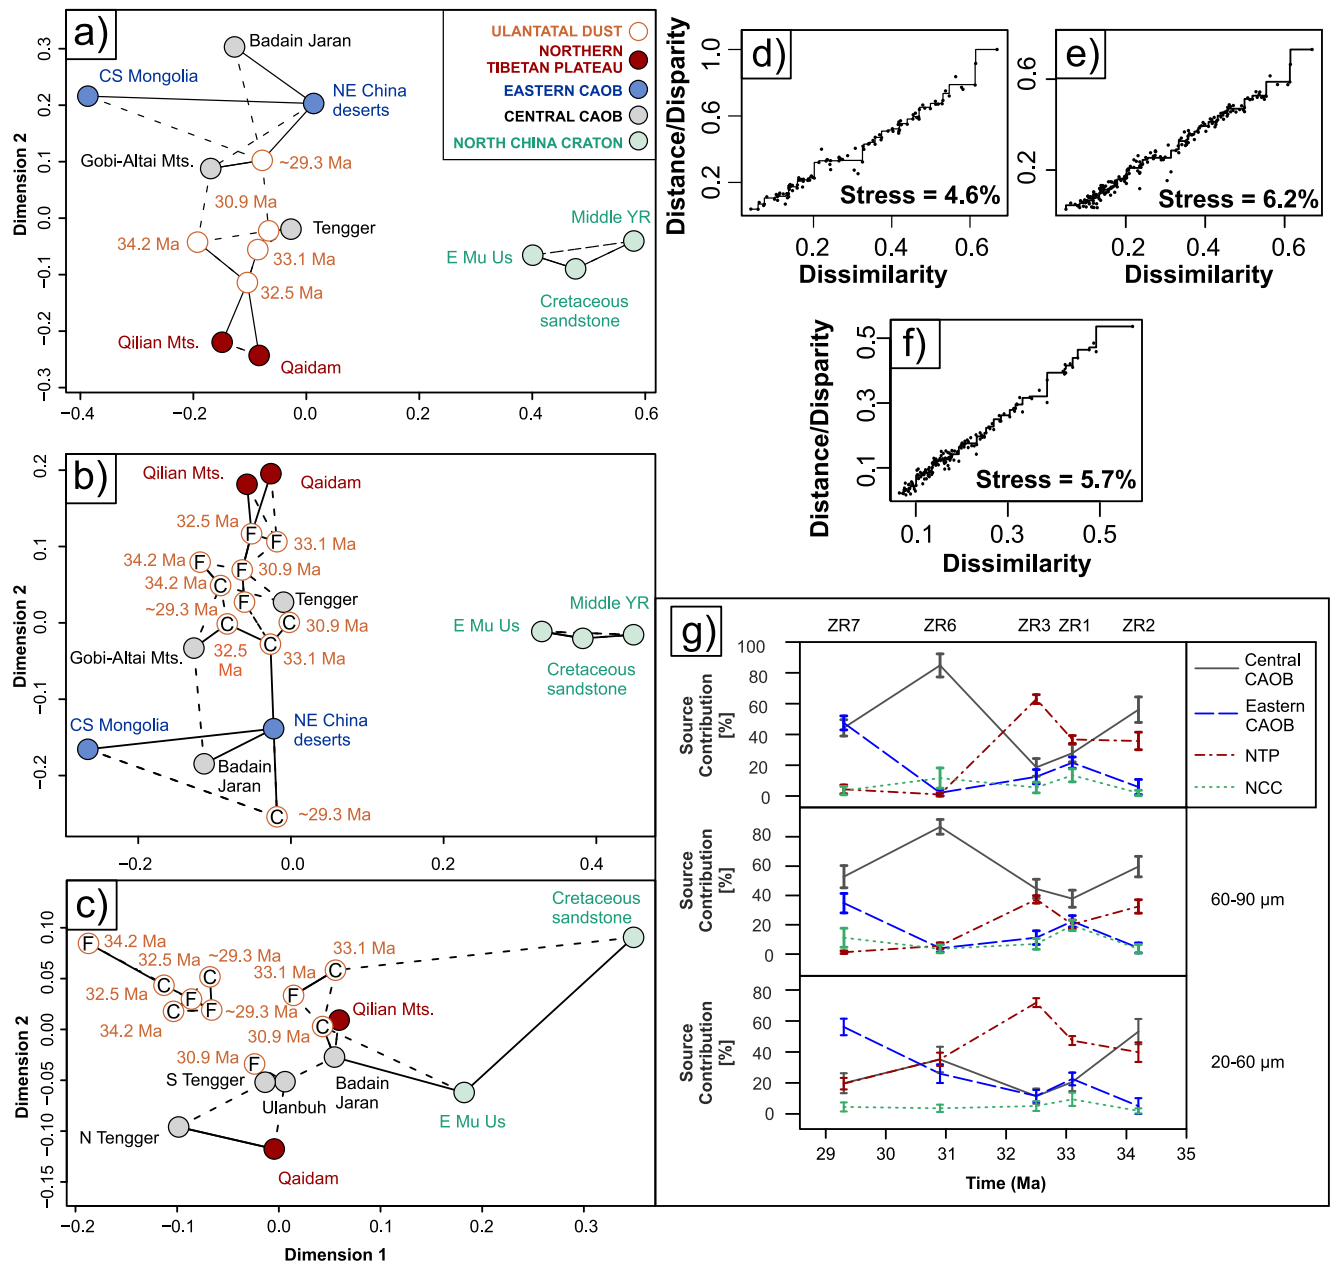 a)
Badain Jaran
CS Mongolia
NE China
deserts
Gobi-Altai Mts.
~29.3 Ma
30.9 Ma
34.2 Ma
Tengger
33.1 Ma
32.5 Ma
Qilian Mts.
Qaidam
Middle YR
E Mu Us
Cretaceous
sandstone
ULANTATAL DUST
NORTHERN
TIBETAN PLATEAU
EASTERN CAOB
CENTRAL CAOB
NORTH CHINA CRATON
Dimension 2
0.3
0.2
0.1
0.0
−0.1
−0.2
−0.3
−0.4
−0.2
0.0
0.2
0.4
0.6
b)
Qilian Mts.
Qaidam
32.5 Ma
F
F
33.1 Ma
34.2 Ma
F
F
30.9 Ma
34.2 Ma
C
F
Tengger
~29.3 Ma
C
C
30.9 Ma
Gobi-Altai Mts.
32.5
Ma
C
33.1 Ma
CS Mongolia
NE China
deserts
Badain
Jaran
C
~29.3 Ma
Middle YR
E Mu Us
Cretaceous
sandstone
Dimension 2
0.2
0.1
0.0
−0.1
−0.2
−0.2
0.0
0.2
0.4
c)
F
34.2 Ma
~29.3 Ma
32.5 Ma
C
C
32.5 Ma
F
F
C
~29.3 Ma
34.2 Ma
33.1 Ma
33.1 Ma
C
F
Qilian Mts.
C
30.9 Ma
30.9 Ma
F
S Tengger
Ulanbuh
Badain
Jaran
N Tengger
Qaidam
E Mu Us
Cretaceous
sandstone
Dimension 2
0.10
0.05
0.00
−0.05
−0.10
−0.15
−0.2
−0.1
0.0
0.1
0.2
0.3
Dimension 1
d)
Stress = 4.6%
Distance/Disparity
1.0
0.6
0.2
0.2
0.4
0.6
Dissimilarity
e)
Stress = 6.2%
0.6
0.2
0.2
0.4
0.6
Dissimilarity
f)
Stress = 5.7%
Distance/Disparity
0.5
0.3
0.1
0.1
0.3
0.5
Dissimilarity
g)
ZR7
ZR6
ZR3
ZR1
ZR2
Source
Contribution
[%]
100
80
60
40
20
0
Central
CAOB
Eastern
CAOB
NTP
NCC
Source
Contribution
[%]
80
60
40
20
0
60-90 µm
Source
Contribution
[%]
80
60
40
20
0
20-60 µm
29
30
31
32
33
34
35
Time (Ma)